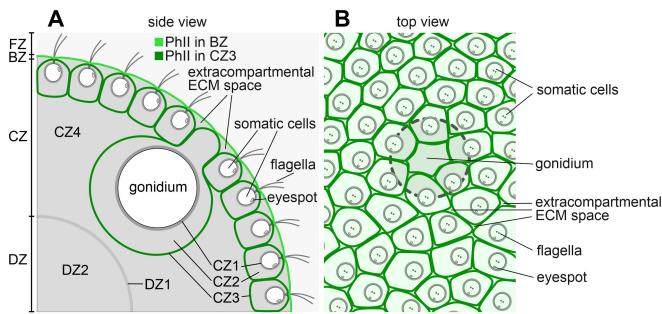 A side view
B top view
PhII in BZ
PhII in CZ3
FZ
BZ
CZ
DZ
extracompartmental
ECM space
somatic cells
flagella
eyespot
CZ4
gonidium
CZ1
CZ2
CZ3
DZ2
DZ1
somatic cells
gonidium
extracompartmental
ECM space
flagella
eyespot